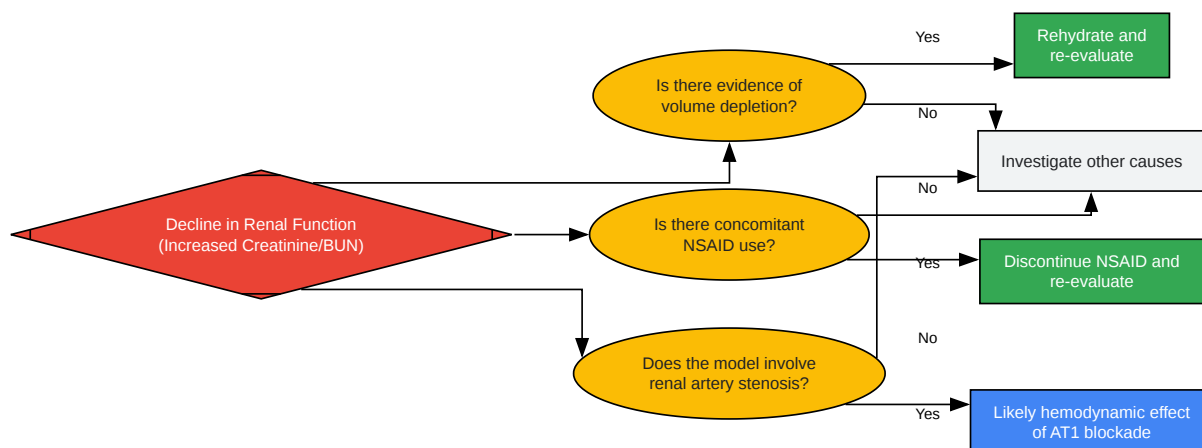 Yes
Rehydrate and
re-evaluate
Is there evidence of
volume depletion?
No
Investigate other causes
No
Decline in Renal Function
(Increased Creatinine/BUN)
Is there concomitant
NSAID use?
Yes
Discontinue NSAID and
re-evaluate
No
Does the model involve
renal artery stenosis?
Yes
Likely hemodynamic effect
of AT1 blockade